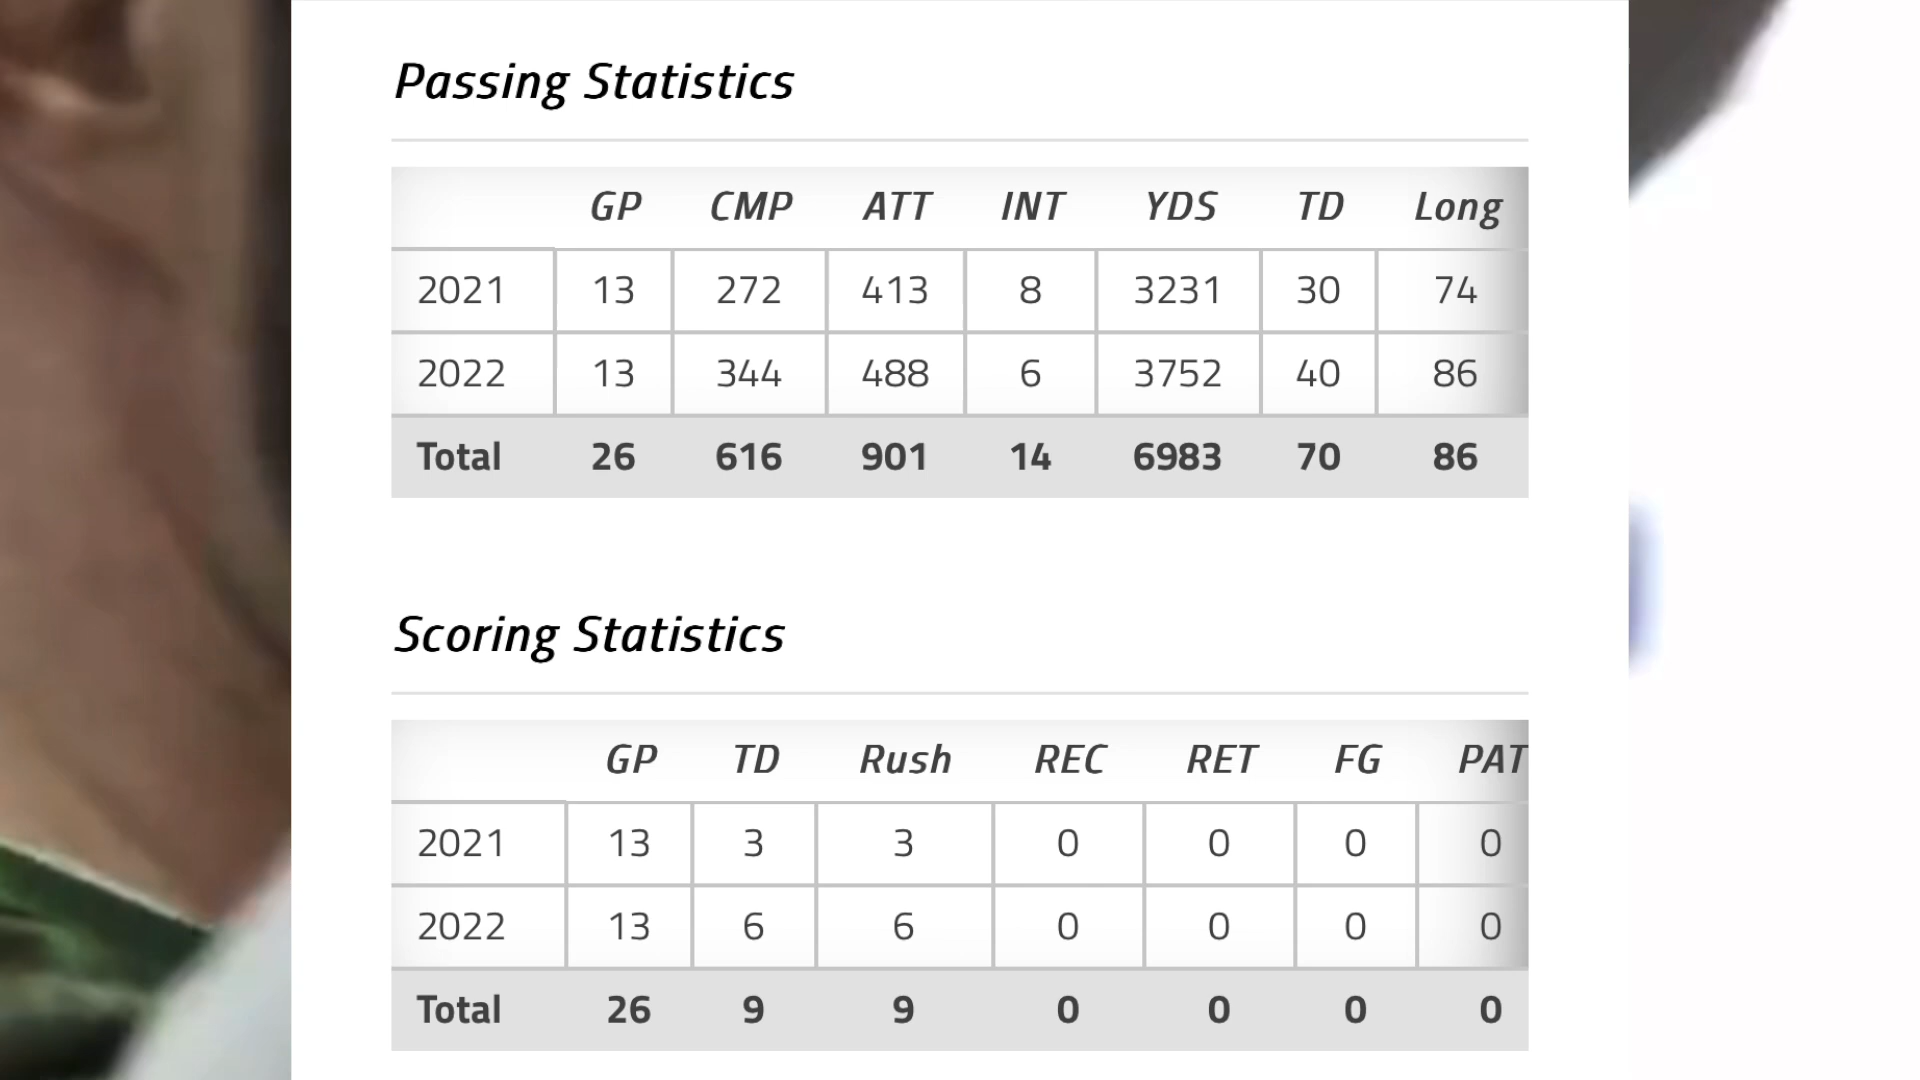 Passing Statistics
GP CMP ATT INT YDS TD Long
2021 13 272 413 8 3231 30 74
2022 13 344 488 6 3752 40 86
Total 26 616 901 14 6983 70 86
Scoring Statistics
GP TD Rush REC RET FG PAT
2021 13 3 3 0 0 0 0
2022 13 6 6 0 0 0 0
Total 26 9 9 0 0 0 0